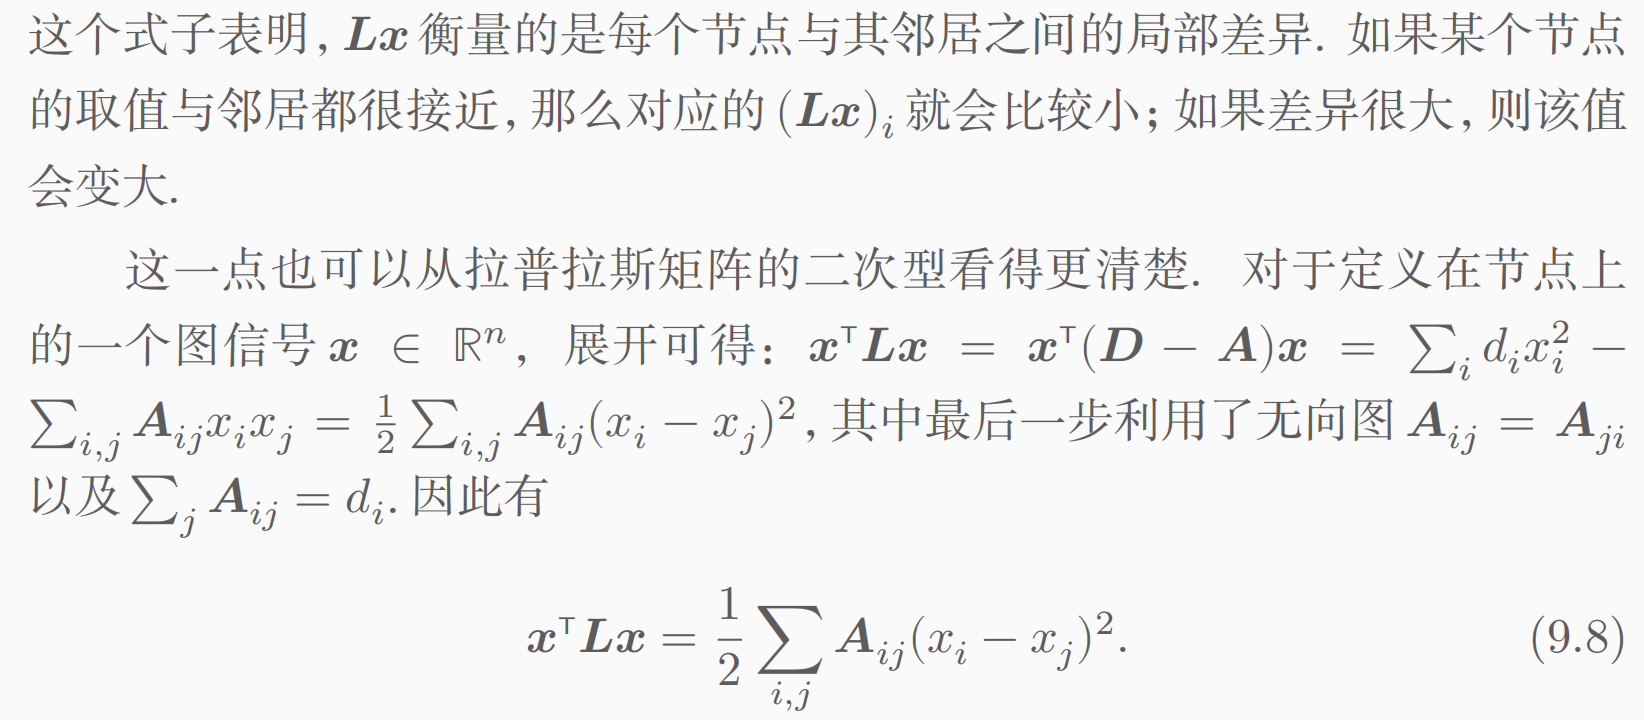 这个式子表明, Lx 衡量的是每个节点与其邻居之间的局部差异. 如果某个节点
的取值与邻居都很接近, 那么对应的 (Lx)_i 就会比较小; 如果差异很大, 则该值
会变大.
这一点也可以从拉普拉斯矩阵的二次型看得更清楚. 对于定义在节点上
的一个图信号 x ∈ ℝ^n, 展开可得: x^⊤Lx = x^⊤(D − A)x = ∑_i d_i x_i^2 −
∑_{i,j} A_{ij} x_i x_j = \frac{1}{2} ∑_{i,j} A_{ij}(x_i − x_j)^2, 其中最后一步利用了无向图 A_{ij} = A_{ji}
以及 ∑_j A_{ij} = d_i. 因此有
x^⊤Lx = \frac{1}{2} ∑_{i,j} A_{ij}(x_i − x_j)^2. (9.8)